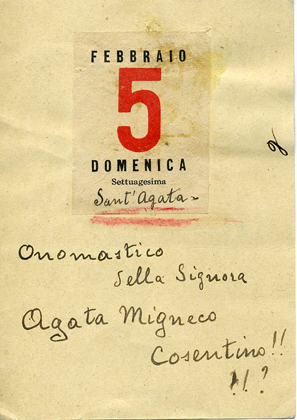 FEBBRAIO
5
DOMENICA
Settuagesima
Sant'Agata-
Onomastico
della Signora
Agata Migneco
Cosentino!!
!! ?